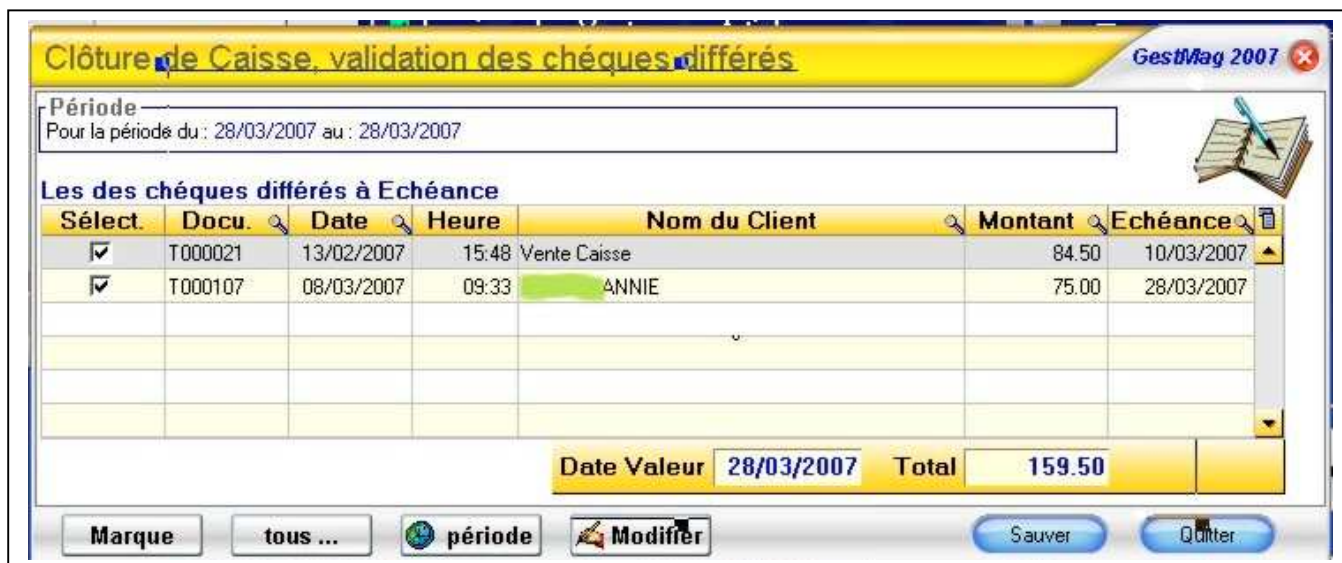 Clôture de Caisse, validation des chéques différés
GestMag 2007
Période
Pour la période du : 28/03/2007 au : 28/03/2007
Les des chéques différés à Echéance
Sélect. Docu. Date Heure Nom du Client Montant Echéance
T000021 13/02/2007 15:48 Vente Caisse 84.50 10/03/2007
T000107 08/03/2007 09:33 ANNIE 75.00 28/03/2007
Date Valeur 28/03/2007 Total 159.50
Marque tous ... période Modifier Sauver Quitter